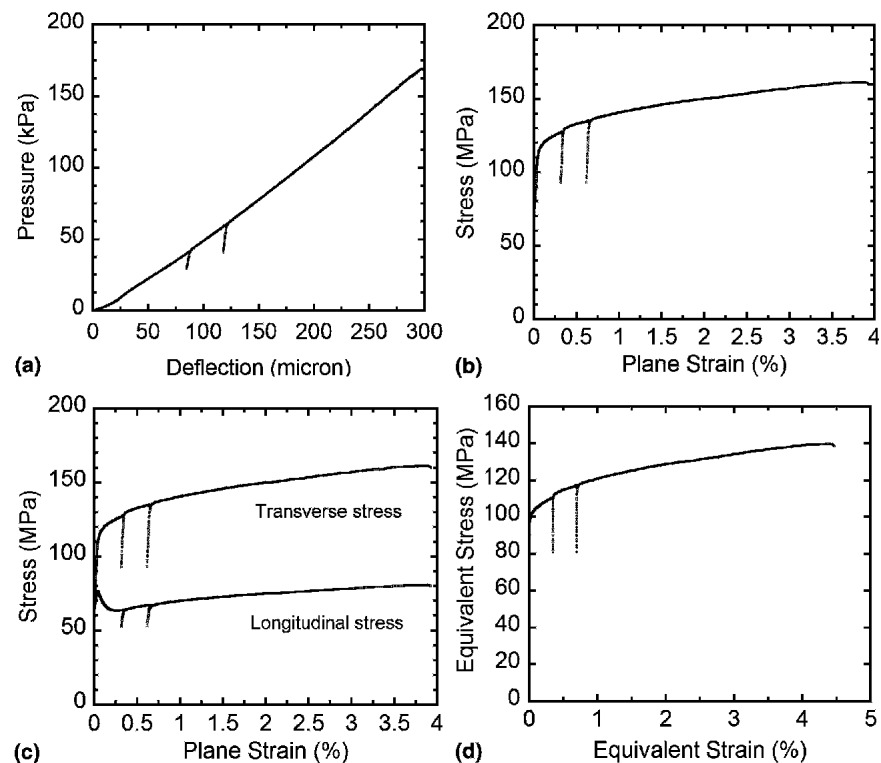 200
150
100
50
0
Pressure (kPa)
0 50 100 150 200 250 300
Deflection (micron)
(a)
200
150
100
50
0
Stress (MPa)
0 0.5 1 1.5 2 2.5 3 3.5 4
Plane Strain (%)
(b)
200
150
100
50
0
Stress (MPa)
Transverse stress
Longitudinal stress
0 0.5 1 1.5 2 2.5 3 3.5 4
Plane Strain (%)
(c)
160
140
120
100
80
60
40
20
0
Equivalent Stress (MPa)
0 1 2 3 4 5
Equivalent Strain (%)
(d)